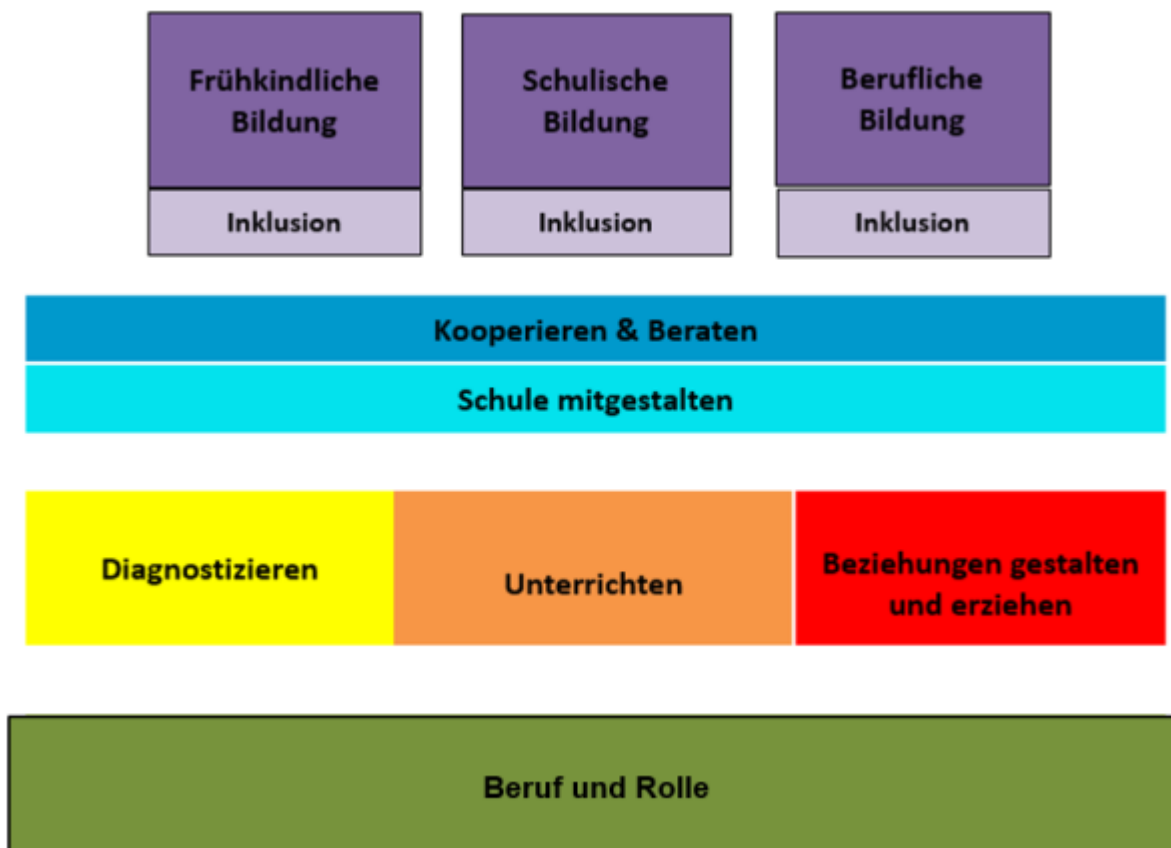 Frühkindliche
Bildung
Schulische
Bildung
Berufliche
Bildung
Inklusion
Inklusion
Inklusion
Kooperieren & Beraten
Schule mitgestalten
Diagnostizieren
Unterrichten
Beziehungen gestalten
und erziehen
Beruf und Rolle